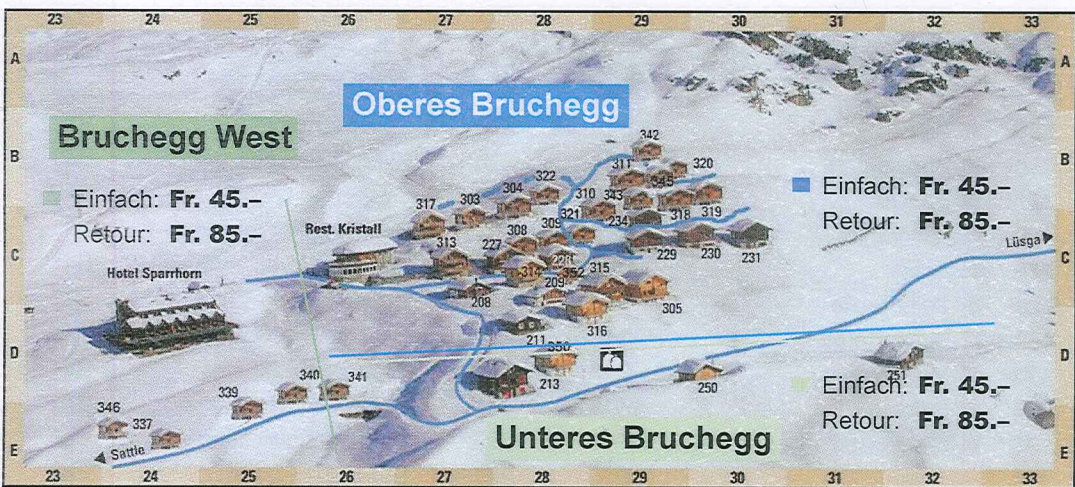 23 24 25 26 27 28 29 30 31 32 33
A A
Oberes Bruchegg
Bruchegg West
B B
342
311 345 320
322
Einfach: Fr. 45.–
Retour: Fr. 85.–
304 310 343
303 321 234 318 319
317
Einfach: Fr. 45.–
Retour: Fr. 85.–
Rest. Kristall
308 309
313 227 228 229 230 231
Lüsga
C C
Hotel Sparrhorn
314 352 315
208 209 305
316
211
D D
350
213 250 251
340 341
339
Einfach: Fr. 45.–
Retour: Fr. 85.–
346 337
Unteres Bruchegg
E E
Sattle
23 24 25 26 27 28 29 30 31 32 33